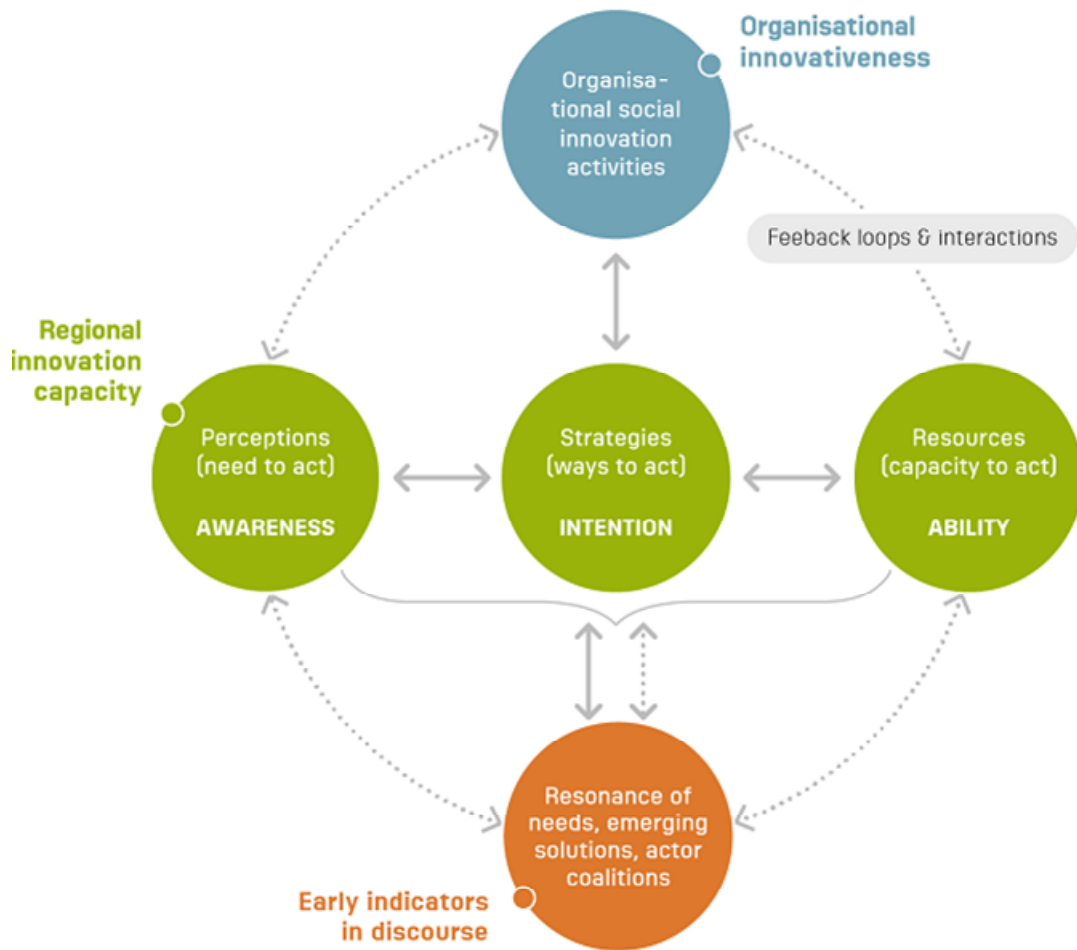 Organisational
innovativeness
Organisa-
tional social
innovation
activities
Feeback loops & interactions
Regional
innovation
capacity
Perceptions
(need to act)
AWARENESS
Strategies
(ways to act)
INTENTION
Resources
(capacity to act)
ABILITY
Resonance of
needs, emerging
solutions, actor
coalitions
Early indicators
in discourse